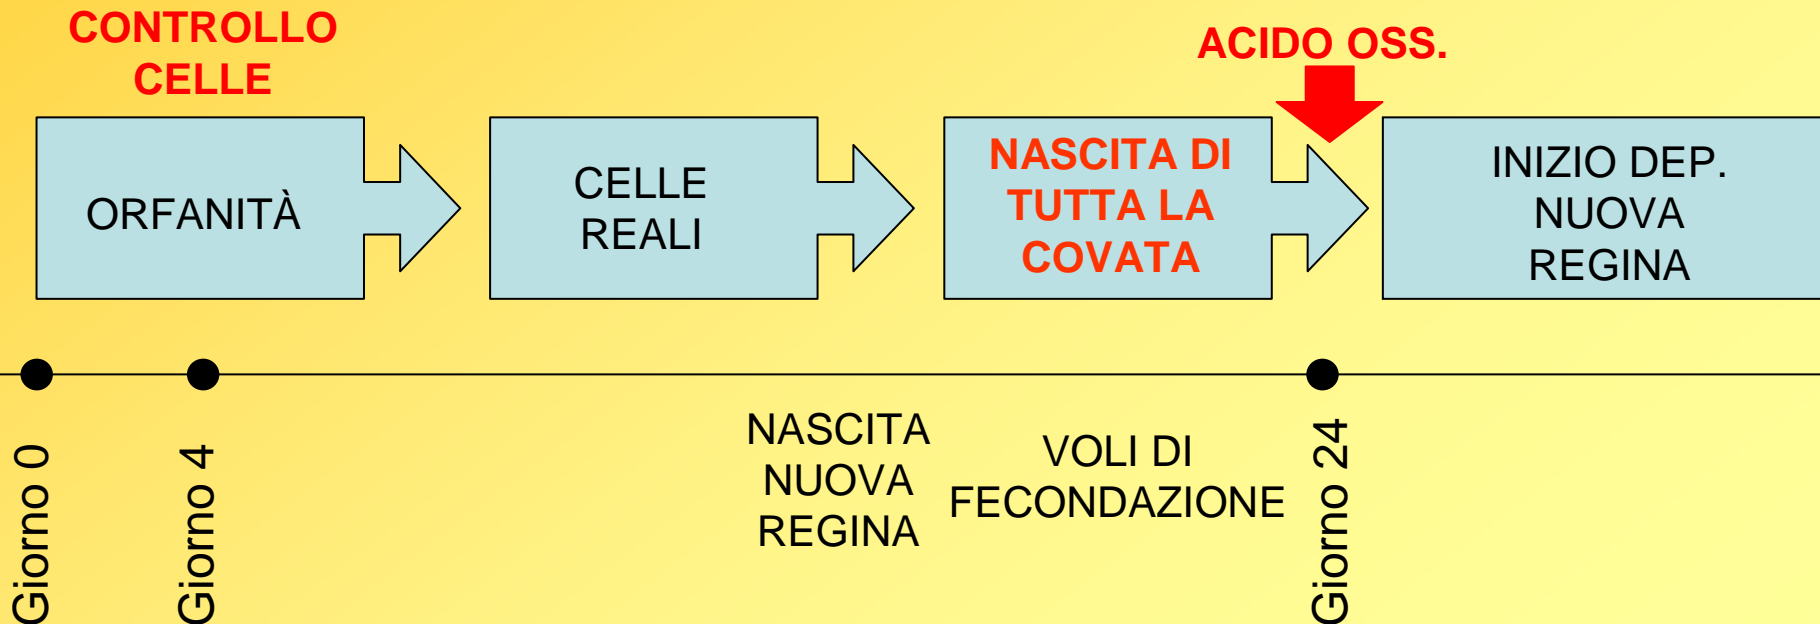 CONTROLLO
CELLE
ACIDO OSS.
ORFANITÀ
CELLE
REALI
NASCITA DI
TUTTA LA
COVATA
INIZIO DEP.
NUOVA
REGINA
Giorno 0
Giorno 4
NASCITA
NUOVA
REGINA
VOLI DI
FECONDAZIONE
Giorno 24